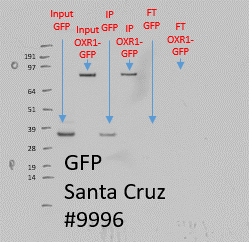 Input
GFP
Input
OXR1-
GFP
IP
GFP
IP
OXR1-
GFP
FT
GFP
FT
OXR1-
GFP
191
97
64
51
39
28
19
14
GFP
Santa Cruz
#9996